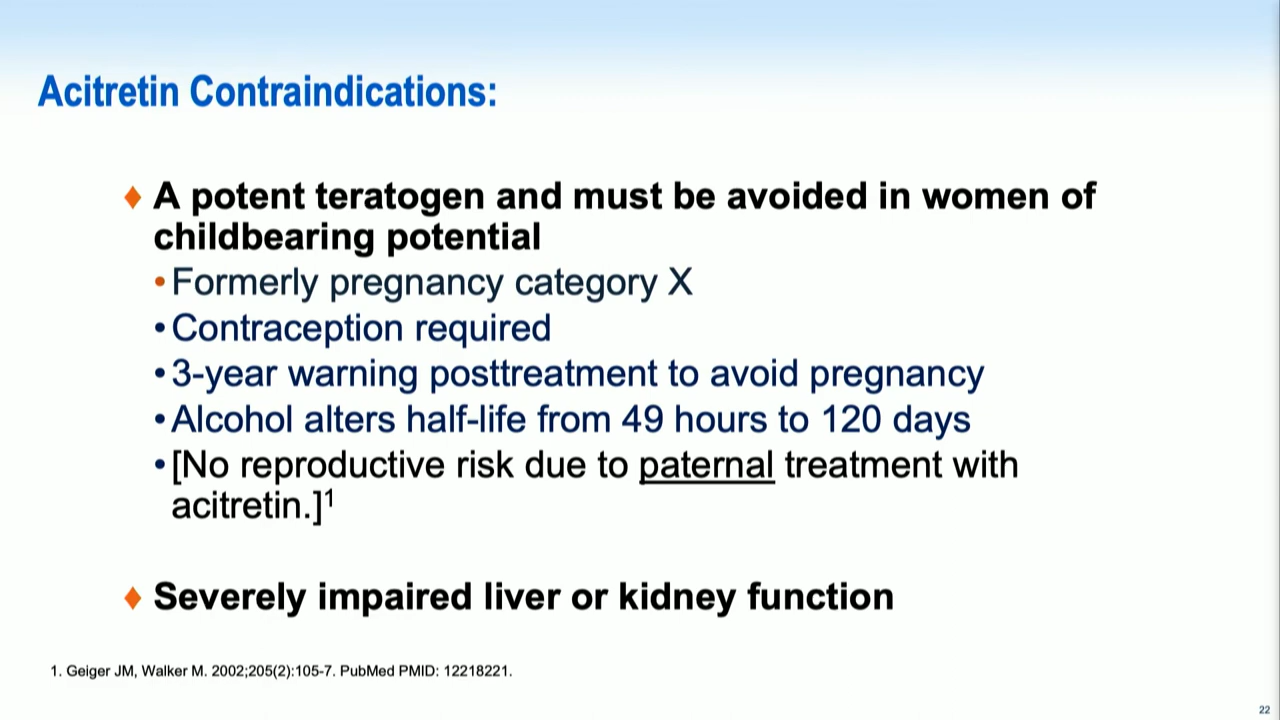 Acitretin Contraindications:
♦ A potent teratogen and must be avoided in women of
childbearing potential
• Formerly pregnancy category X
• Contraception required
• 3-year warning posttreatment to avoid pregnancy
• Alcohol alters half-life from 49 hours to 120 days
• [No reproductive risk due to paternal treatment with
acitretin.]¹
♦ Severely impaired liver or kidney function
1. Geiger JM, Walker M. 2002;205(2):105-7. PubMed PMID: 12218221.
22